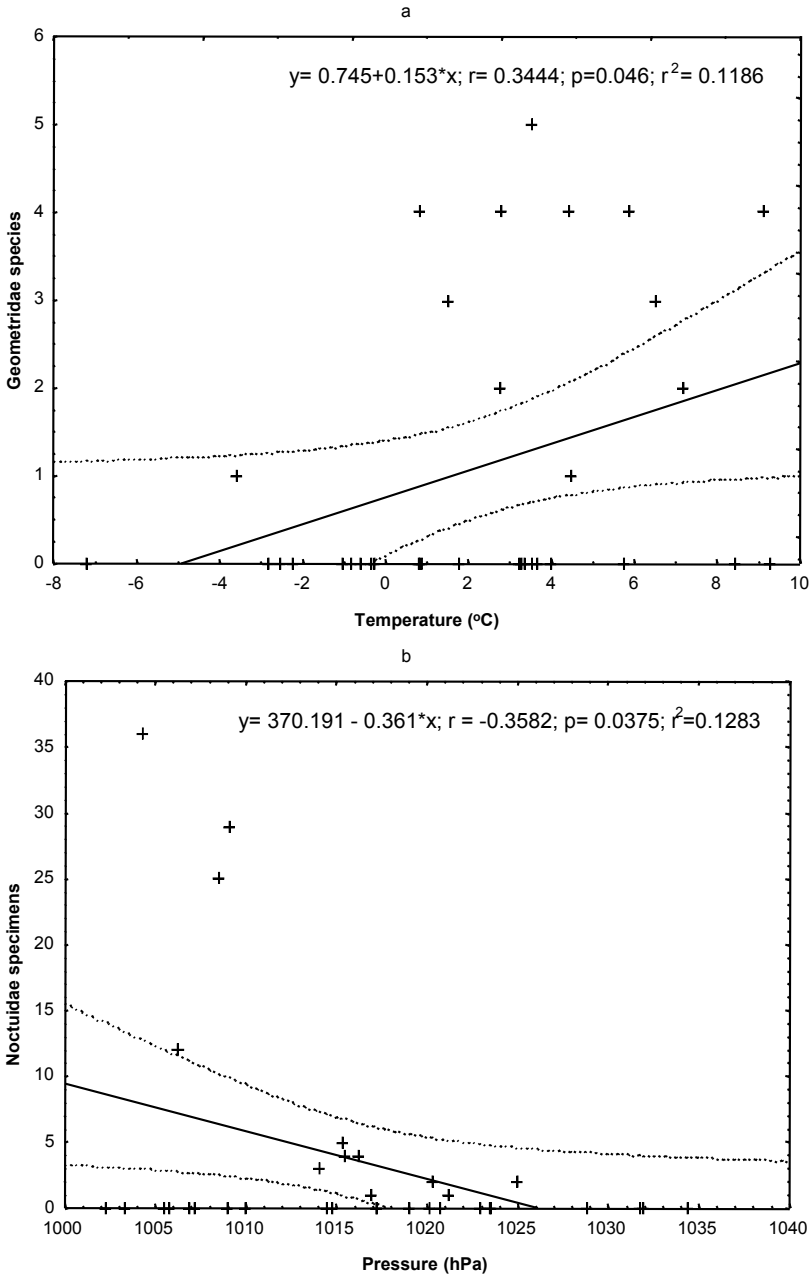 a
y= 0.745+0.153*x; r= 0.3444; p=0.046; r²= 0.1186
6
5
4
3
2
1
0
Geometridae species
-8 -6 -4 -2 0 2 4 6 8 10
Temperature (ºC)
b
y= 370.191 - 0.361*x; r = -0.3582; p= 0.0375; r²=0.1283
40
35
30
25
20
15
10
5
0
Noctuidae specimens
1000 1005 1010 1015 1020 1025 1030 1035 1040
Pressure (hPa)